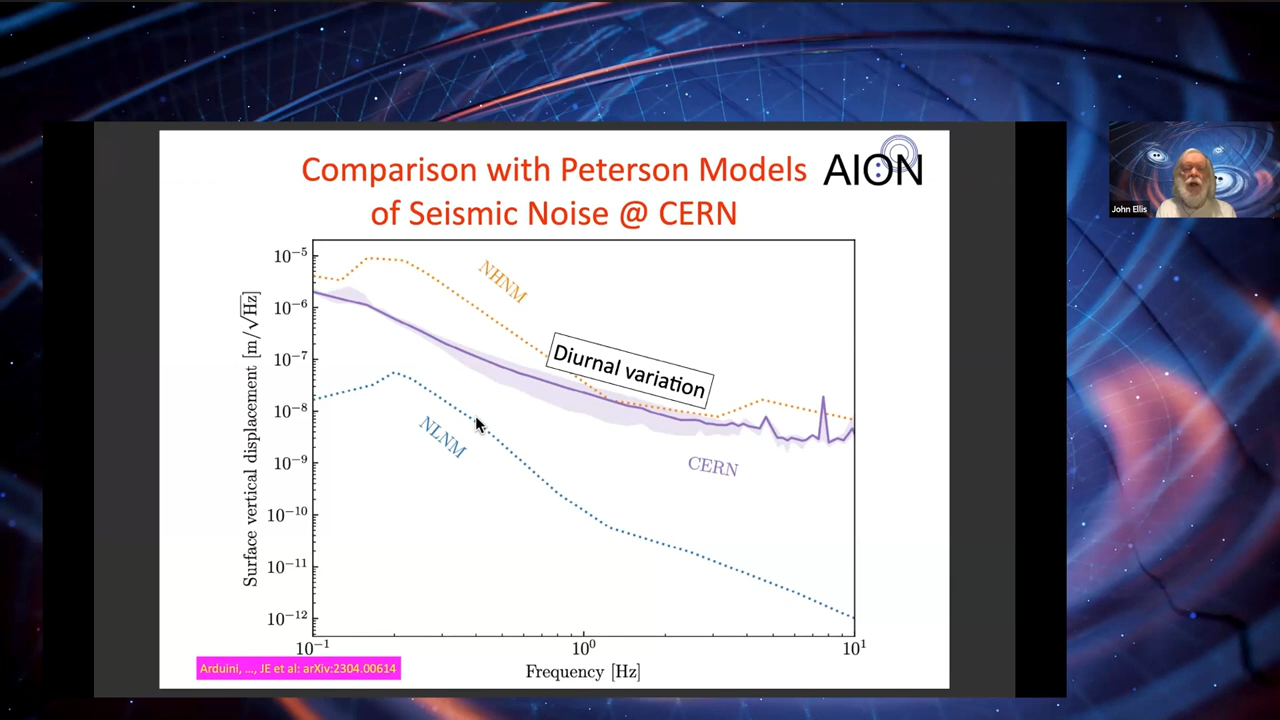 Comparison with Peterson Models
of Seismic Noise @ CERN
AION
John Ellis
10⁻⁵
10⁻⁶
10⁻⁷
10⁻⁸
10⁻⁹
10⁻¹⁰
10⁻¹¹
10⁻¹²
Surface vertical displacement [m/√Hz]
NHNM
Diurnal variation
NLNM
CERN
10⁻¹
10⁰
10¹
Frequency [Hz]
Arduini, ..., JE et al: arXiv:2304.00614